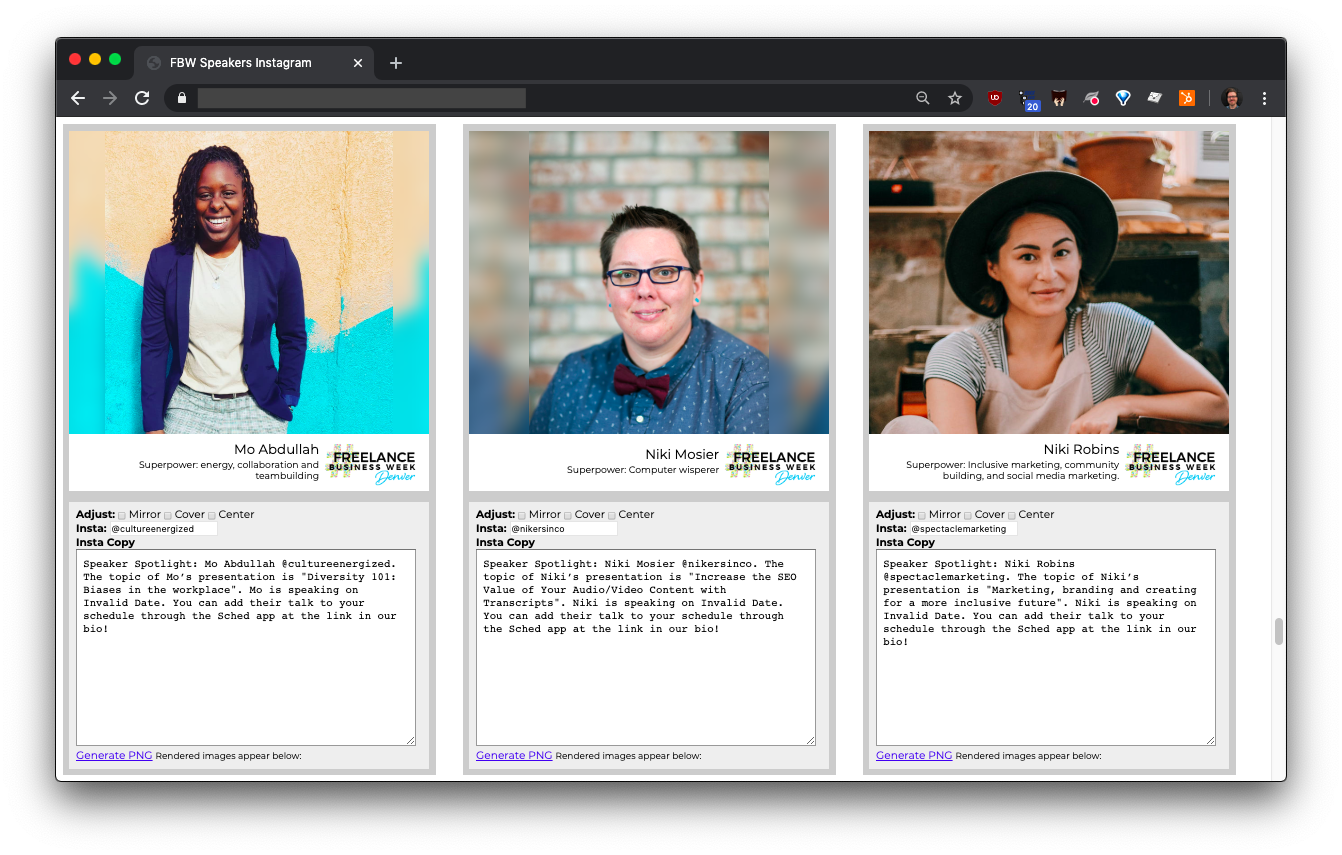 FBW Speakers Instagram
20
Mo Abdullah
Superpower: energy, collaboration and
teambuilding
#FREELANCE
BUSINESS WEEK
Denver
Adjust: Mirror Cover Center
Insta: @cultureenergized
Insta Copy
Speaker Spotlight: Mo Abdullah @cultureenergized.
The topic of Mo’s presentation is "Diversity 101:
Biases in the workplace". Mo is speaking on
Invalid Date. You can add their talk to your
schedule through the Sched app at the link in our
bio!
Generate PNG Rendered images appear below:
Niki Mosier
Superpower: Computer wisperer
#FREELANCE
BUSINESS WEEK
Denver
Adjust: Mirror Cover Center
Insta: @nikersinco
Insta Copy
Speaker Spotlight: Niki Mosier @nikersinco. The
topic of Niki’s presentation is "Increase the SEO
Value of Your Audio/Video Content with
Transcripts". Niki is speaking on Invalid Date.
You can add their talk to your schedule through
the Sched app at the link in our bio!
Generate PNG Rendered images appear below:
Niki Robins
Superpower: Inclusive marketing, community
building, and social media marketing.
#FREELANCE
BUSINESS WEEK
Denver
Adjust: Mirror Cover Center
Insta: @spectaclemarketing
Insta Copy
Speaker Spotlight: Niki Robins
@spectaclemarketing. The topic of Niki’s
presentation is "Marketing, branding and creating
for a more inclusive future". Niki is speaking on
Invalid Date. You can add their talk to your
schedule through the Sched app at the link in our
bio!
Generate PNG Rendered images appear below: